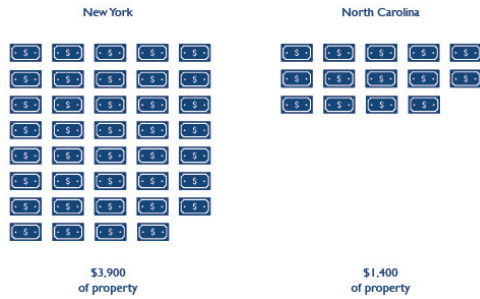 New York
North Carolina
$ $ $ $ $ $ $ $ $ $
$ $ $ $ $ $ $ $ $ $
$ $ $ $ $ $ $ $ $
$ $ $ $ $
$ $ $ $ $
$ $ $ $ $
$ $ $ $ $
$ $ $ $
$3,900
of property
$1,400
of property